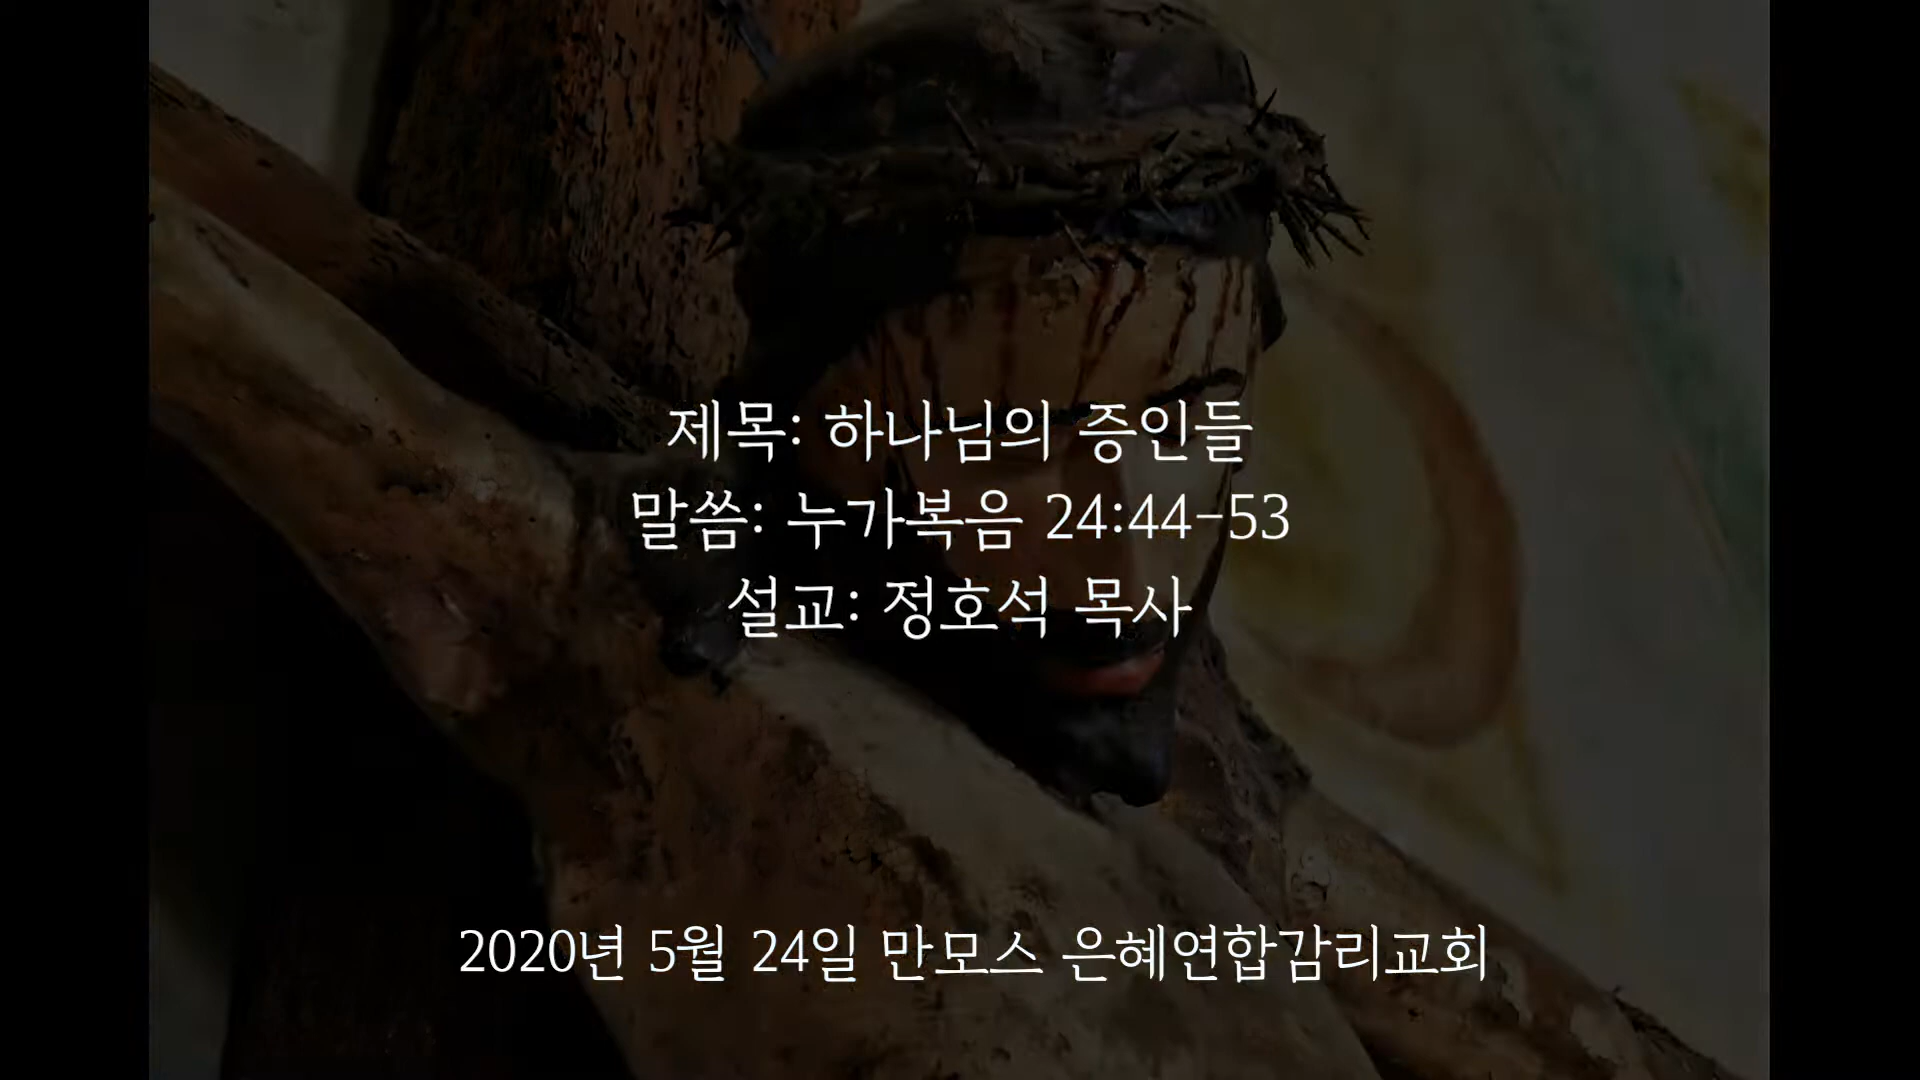 제목: 하나님의 증인들
말씀: 누가복음 24:44-53
설교: 정호석 목사
2020년 5월 24일 만모스 은혜연합감리교회